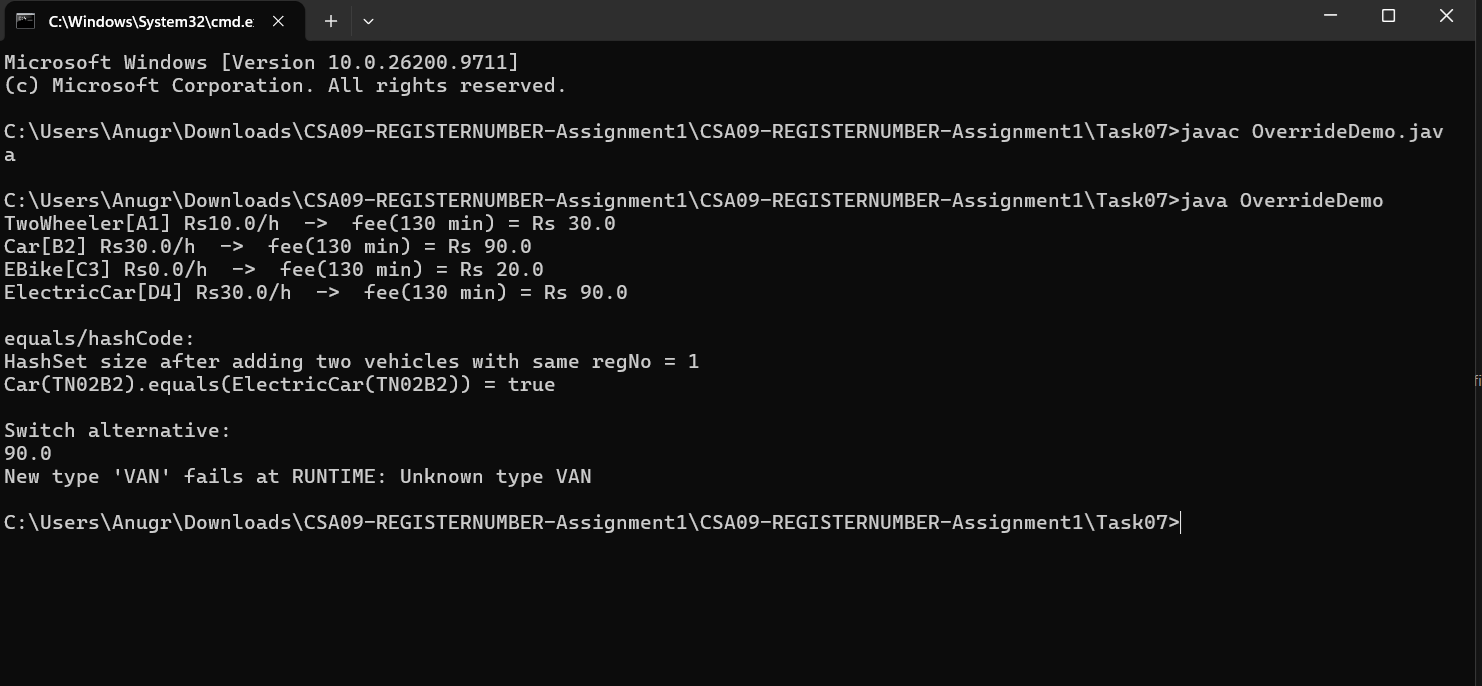 C:\Windows\System32\cmd.e
Microsoft Windows [Version 10.0.26200.9711]
(c) Microsoft Corporation. All rights reserved.
C:\Users\Anugr\Downloads\CSA09-REGISTERNUMBER-Assignment1\CSA09-REGISTERNUMBER-Assignment1\Task07>javac OverrideDemo.jav
a
C:\Users\Anugr\Downloads\CSA09-REGISTERNUMBER-Assignment1\CSA09-REGISTERNUMBER-Assignment1\Task07>java OverrideDemo
TwoWheeler[A1] Rs10.0/h  ->  fee(130 min) = Rs 30.0
Car[B2] Rs30.0/h  ->  fee(130 min) = Rs 90.0
EBike[C3] Rs0.0/h  ->  fee(130 min) = Rs 20.0
ElectricCar[D4] Rs30.0/h  ->  fee(130 min) = Rs 90.0
equals/hashCode:
HashSet size after adding two vehicles with same regNo = 1
Car(TN02B2).equals(ElectricCar(TN02B2)) = true
Switch alternative:
90.0
New type 'VAN' fails at RUNTIME: Unknown type VAN
C:\Users\Anugr\Downloads\CSA09-REGISTERNUMBER-Assignment1\CSA09-REGISTERNUMBER-Assignment1\Task07>